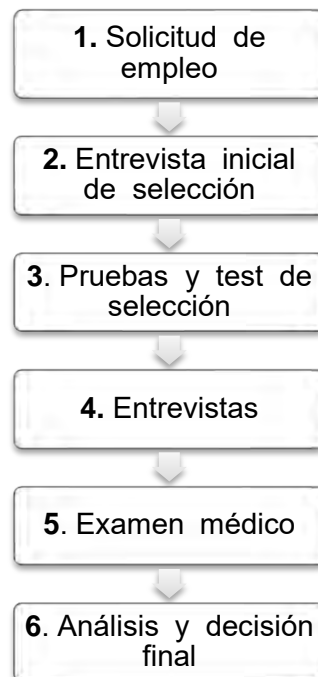 1. Solicitud de
empleo
2. Entrevista inicial
de selección
3. Pruebas y test de
selección
4. Entrevistas
5. Examen médico
6. Análisis y decisión
final